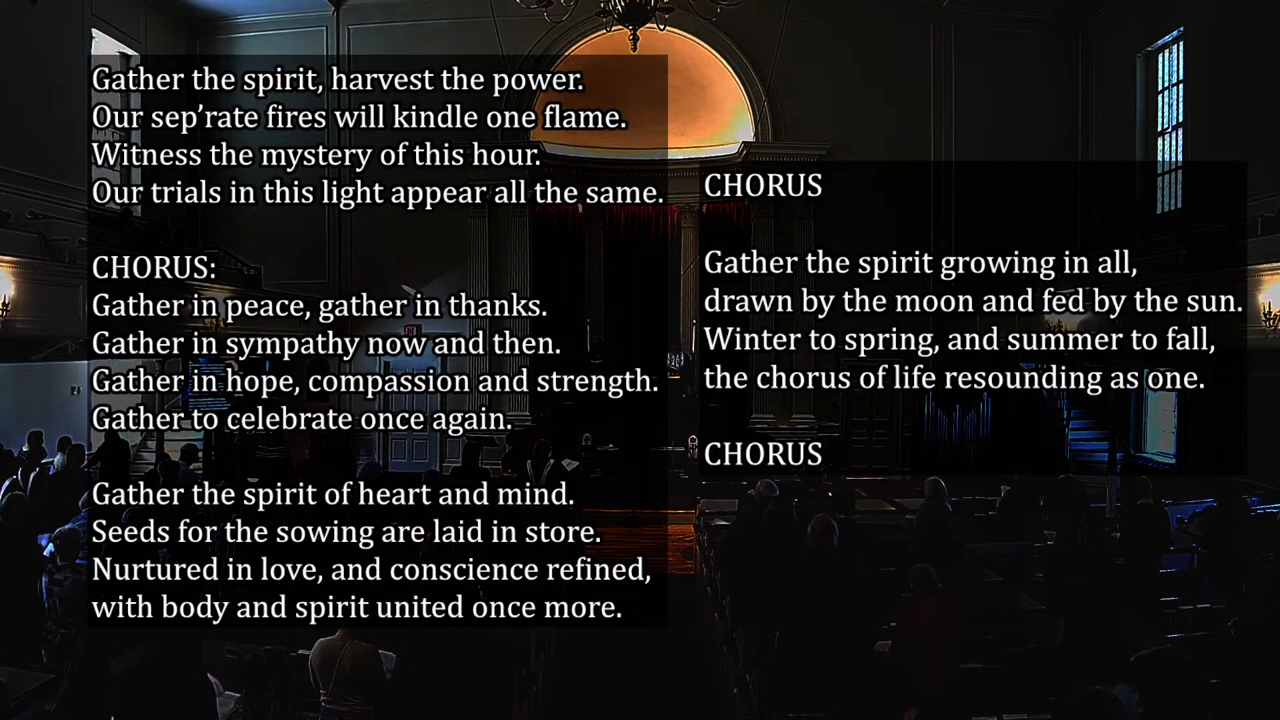 Gather the spirit, harvest the power.
Our sep’rate fires will kindle one flame.
Witness the mystery of this hour.
Our trials in this light appear all the same.
CHORUS:
Gather in peace, gather in thanks.
Gather in sympathy now and then.
Gather in hope, compassion and strength.
Gather to celebrate once again.
Gather the spirit of heart and mind.
Seeds for the sowing are laid in store.
Nurtured in love, and conscience refined,
with body and spirit united once more.
CHORUS
Gather the spirit growing in all,
drawn by the moon and fed by the sun.
Winter to spring, and summer to fall,
the chorus of life resounding as one.
CHORUS